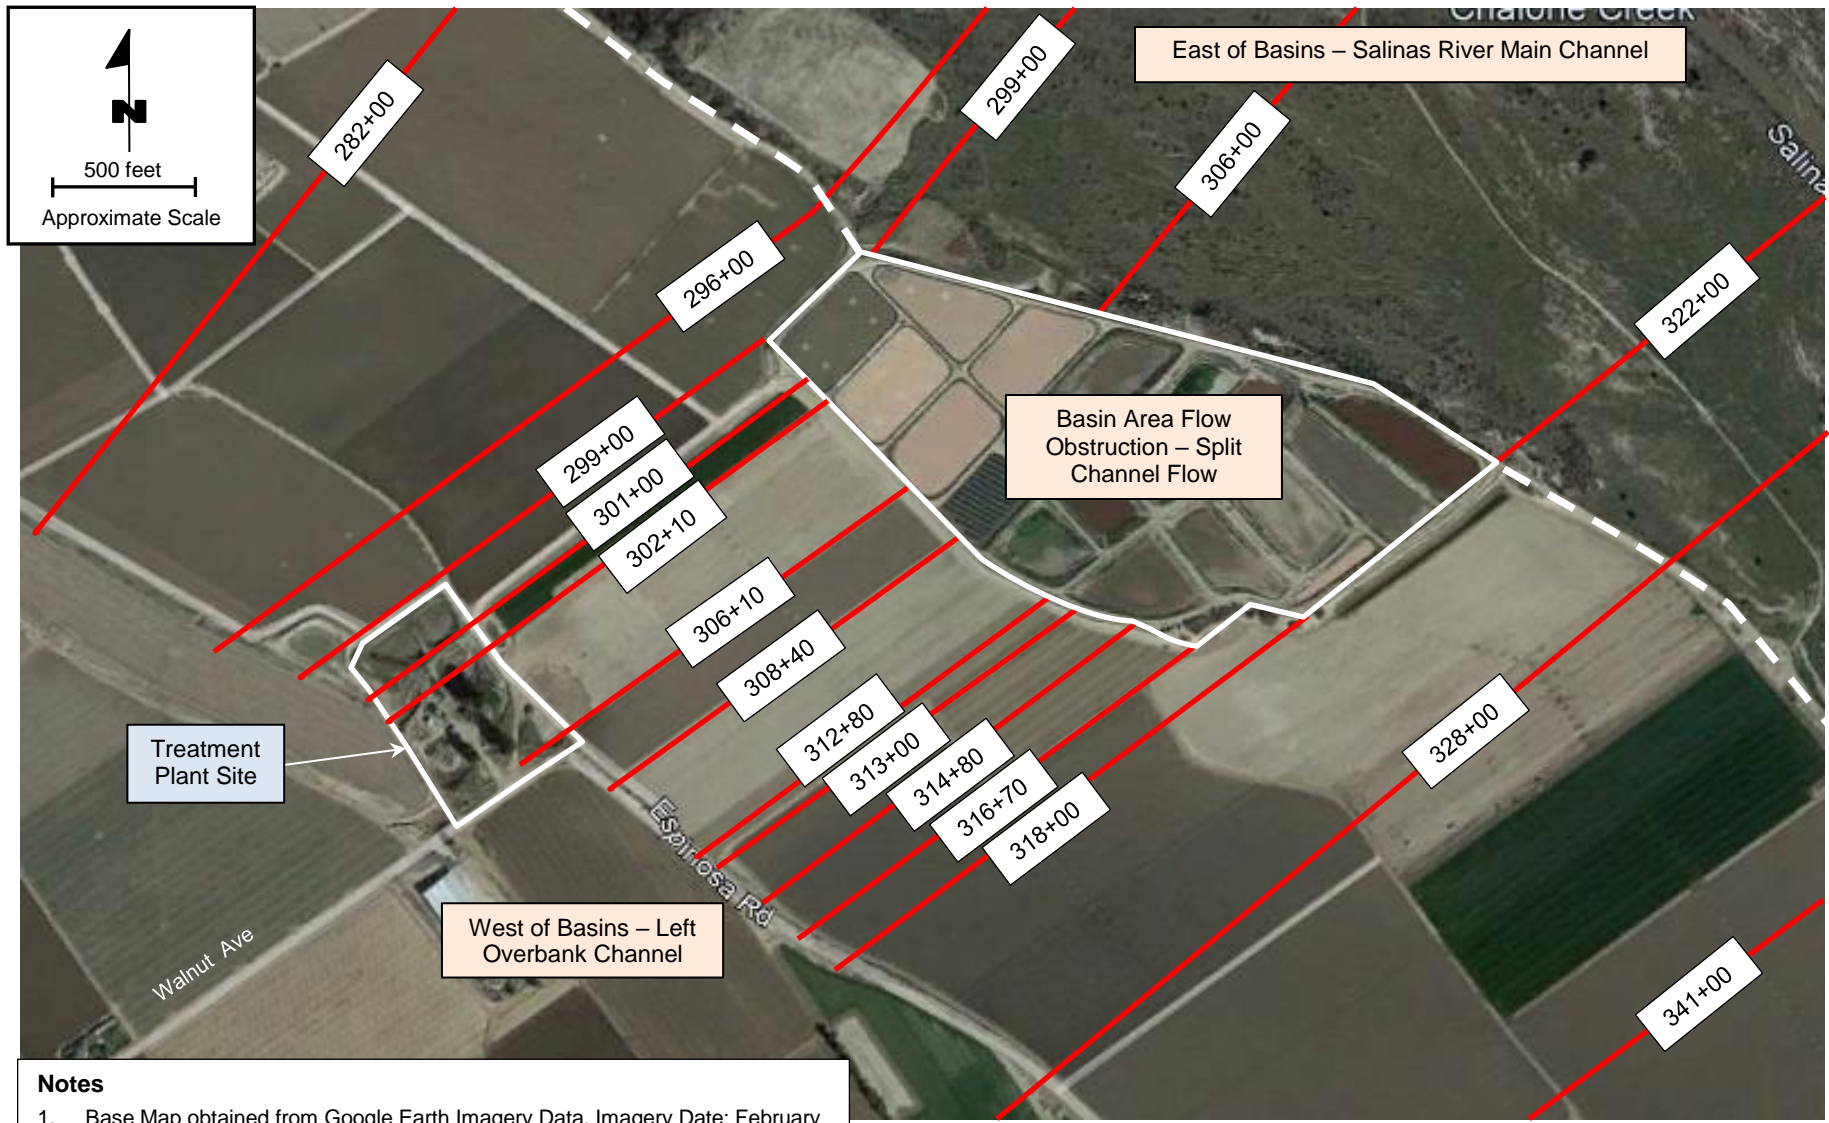 Chalone Creek
East of Basins – Salinas River Main Channel
N
500 feet
Approximate Scale
282+00
299+00
306+00
296+00
322+00
Basin Area Flow
Obstruction – Split
Channel Flow
299+00
301+00
302+10
306+10
308+40
312+80
313+00
314+80
316+70
318+00
328+00
341+00
Treatment
Plant Site
Espinosa Rd
West of Basins – Left
Overbank Channel
Walnut Ave
Notes
1. Base Map obtained from Google Earth Imagery Data, Imagery Date: February